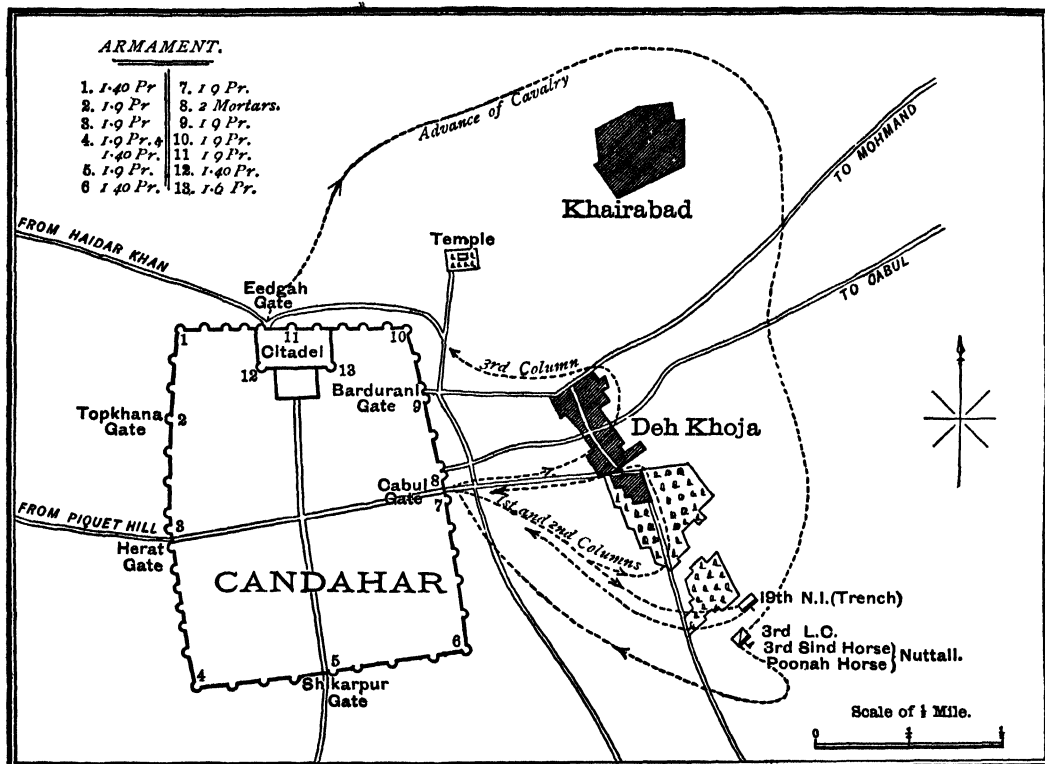 ARMAMENT.
1. 1·40 Pr
2. 1·9 Pr
3. 1·9 Pr
4. 1·9 Pr. &
1·40 Pr.
5. 1·9 Pr.
6 1 40 Pr.
7. 1 9 Pr.
8. 2 Mortars.
9. 1 9 Pr.
10. 1 9 Pr.
11 1 9 Pr.
12. 1·40 Pr.
13. 1·6 Pr.
Advance of Cavalry
Khairabad
TO MOHMAND
FROM HAIDAR KHAN
Temple
TO CABUL
Eedgah
Gate
1
11
10
Citadel
12
13
3rd Column
Bardurani
Gate
9
Topkhana
Gate
2
Deh Khoja
8
Cabul
Gate
7
1st and 2nd Columns
FROM PIQUET HILL
3
Herat
Gate
CANDAHAR
19th N.I. (Trench)
3rd L.C.
3rd Sind Horse
Poonah Horse
Nuttall.
6
5
4
Shikarpur
Gate
Scale of ½ Mile.
0